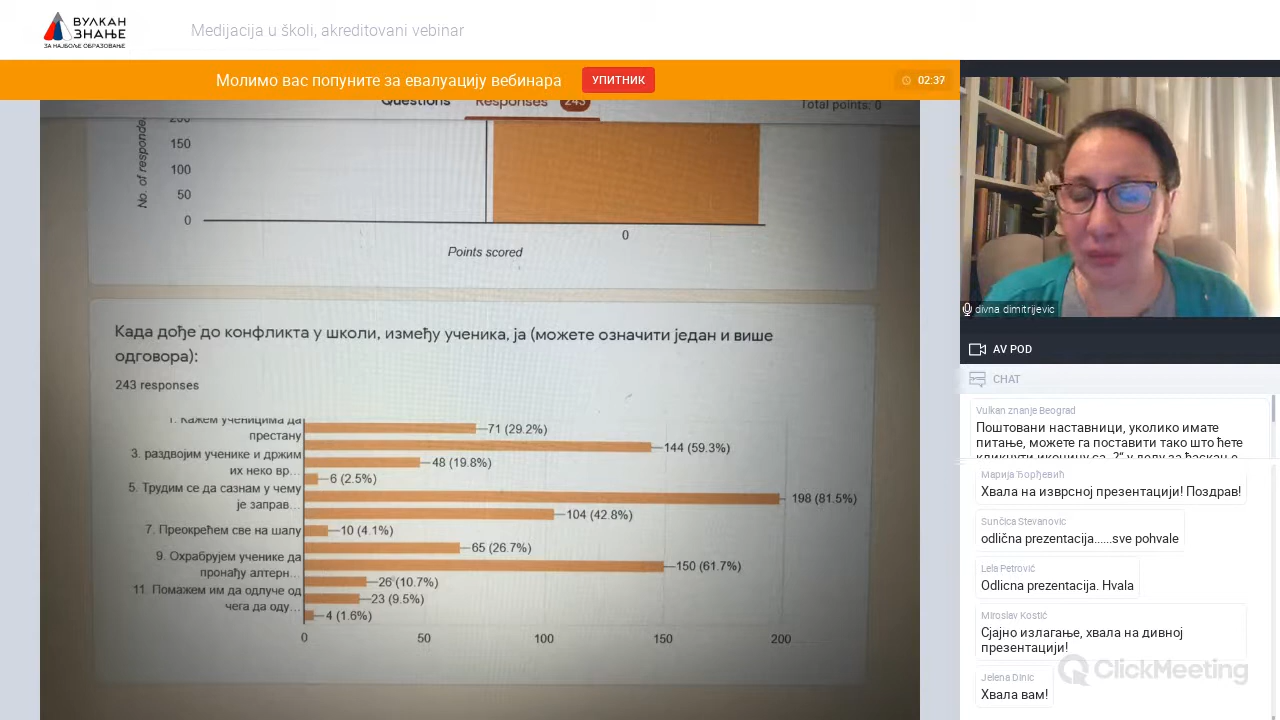 ВУЛКАН
ЗНАЊЕ
ЗА НАЈБОЉЕ ОБРАЗОВАЊЕ
Medijacija u školi, akreditovani vebinar
Молимо вас попуните за евалуацију вебинара
УПИТНИК
02:37
Questions
Responses
243
Total points: 0
No. of responde
200
150
100
50
0
0
Points scored
Када дође до конфликта у школи, између ученика, ја (можете означити један и више
одговора):
243 responses
1. Кажем ученицима да
престану
3. раздвојим ученике и држим
их неко вр...
5. Трудим се да сазнам у чему
је заправ...
7. Преокрећем све на шалу
9. Охрабрујем ученике да
пронађу алтерн...
11. Помажем им да одлуче од
чега да оду...
71 (29.2%)
144 (59.3%)
48 (19.8%)
6 (2.5%)
198 (81.5%)
104 (42.8%)
10 (4.1%)
65 (26.7%)
150 (61.7%)
26 (10.7%)
23 (9.5%)
4 (1.6%)
0
50
100
150
200
divna dimitrijevic
AV POD
CHAT
Vulkan znanje Beograd
Поштовани наставници, уколико имате
питање, можете га поставити тако што ћете
кликнути иконицу са „?“ у делу за ћаскање
Марија Ђорђевић
Хвала на изврсној презентацији! Поздрав!
Sunčica Stevanovic
odlična prezentacija......sve pohvale
Lela Petrović
Odlicna prezentacija. Hvala
Miroslav Kostić
Сјајно излагање, хвала на дивној
презентацији!
Jelena Dinic
Хвала вам!
ClickMeeting